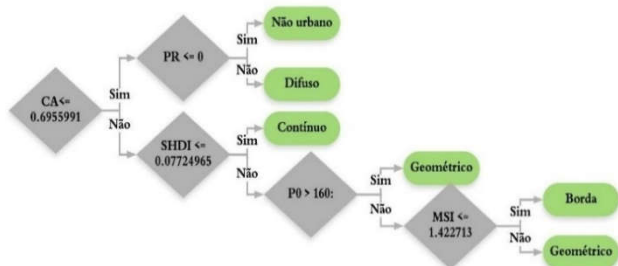 Não urbano
Sim
PR <= 0
Não
Difuso
Sim
CA<=
0.6955991
Não
Contínuo
Sim
SHDI <=
0.07724965
Não
Geométrico
Sim
P0 > 160:
Não
Borda
Sim
MSI <=
1.422713
Não
Geométrico